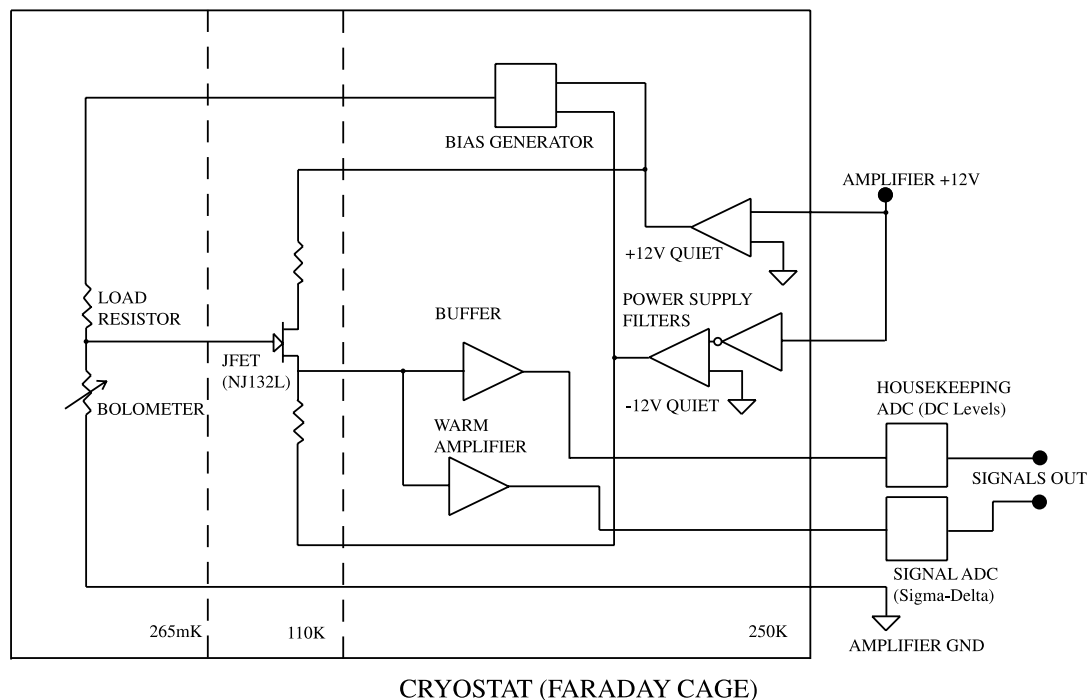 BIAS GENERATOR
AMPLIFIER +12V
+12V QUIET
LOAD
RESISTOR
POWER SUPPLY
FILTERS
BUFFER
JFET
(NJ132L)
BOLOMETER
-12V QUIET
HOUSEKEEPING
ADC (DC Levels)
WARM
AMPLIFIER
SIGNALS OUT
SIGNAL ADC
(Sigma-Delta)
265mK
110K
250K
AMPLIFIER GND
CRYOSTAT (FARADAY CAGE)